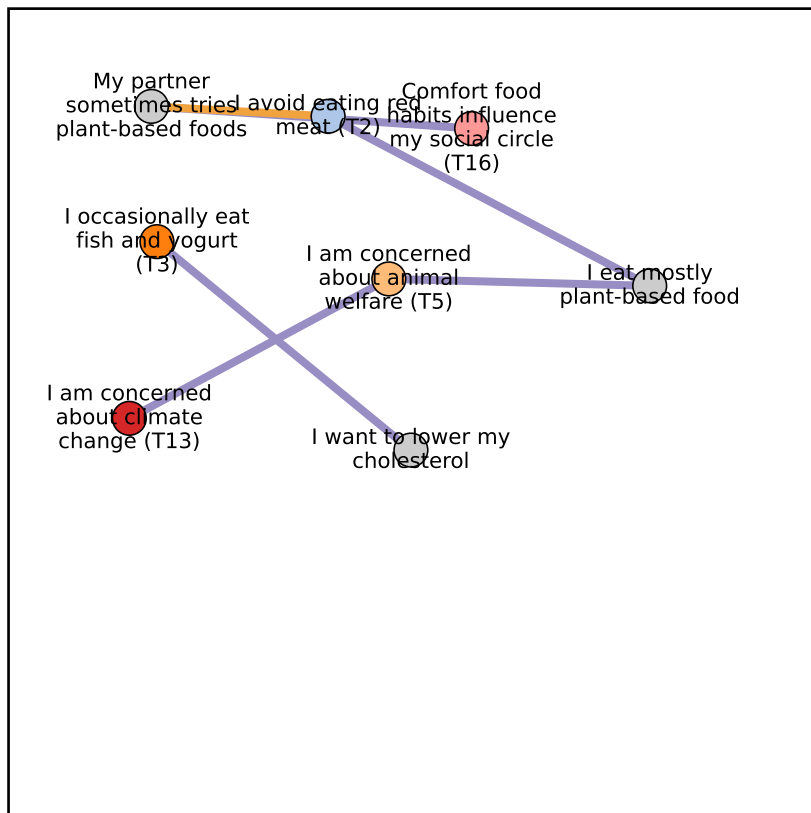 My partner
sometimes tries
plant-based foods
I avoid eating red
meat (T2)
Comfort food
habits influence
my social circle
(T16)
I occasionally eat
fish and yogurt
(T3)
I am concerned
about animal
welfare (T5)
I eat mostly
plant-based food
I am concerned
about climate
change (T13)
I want to lower my
cholesterol